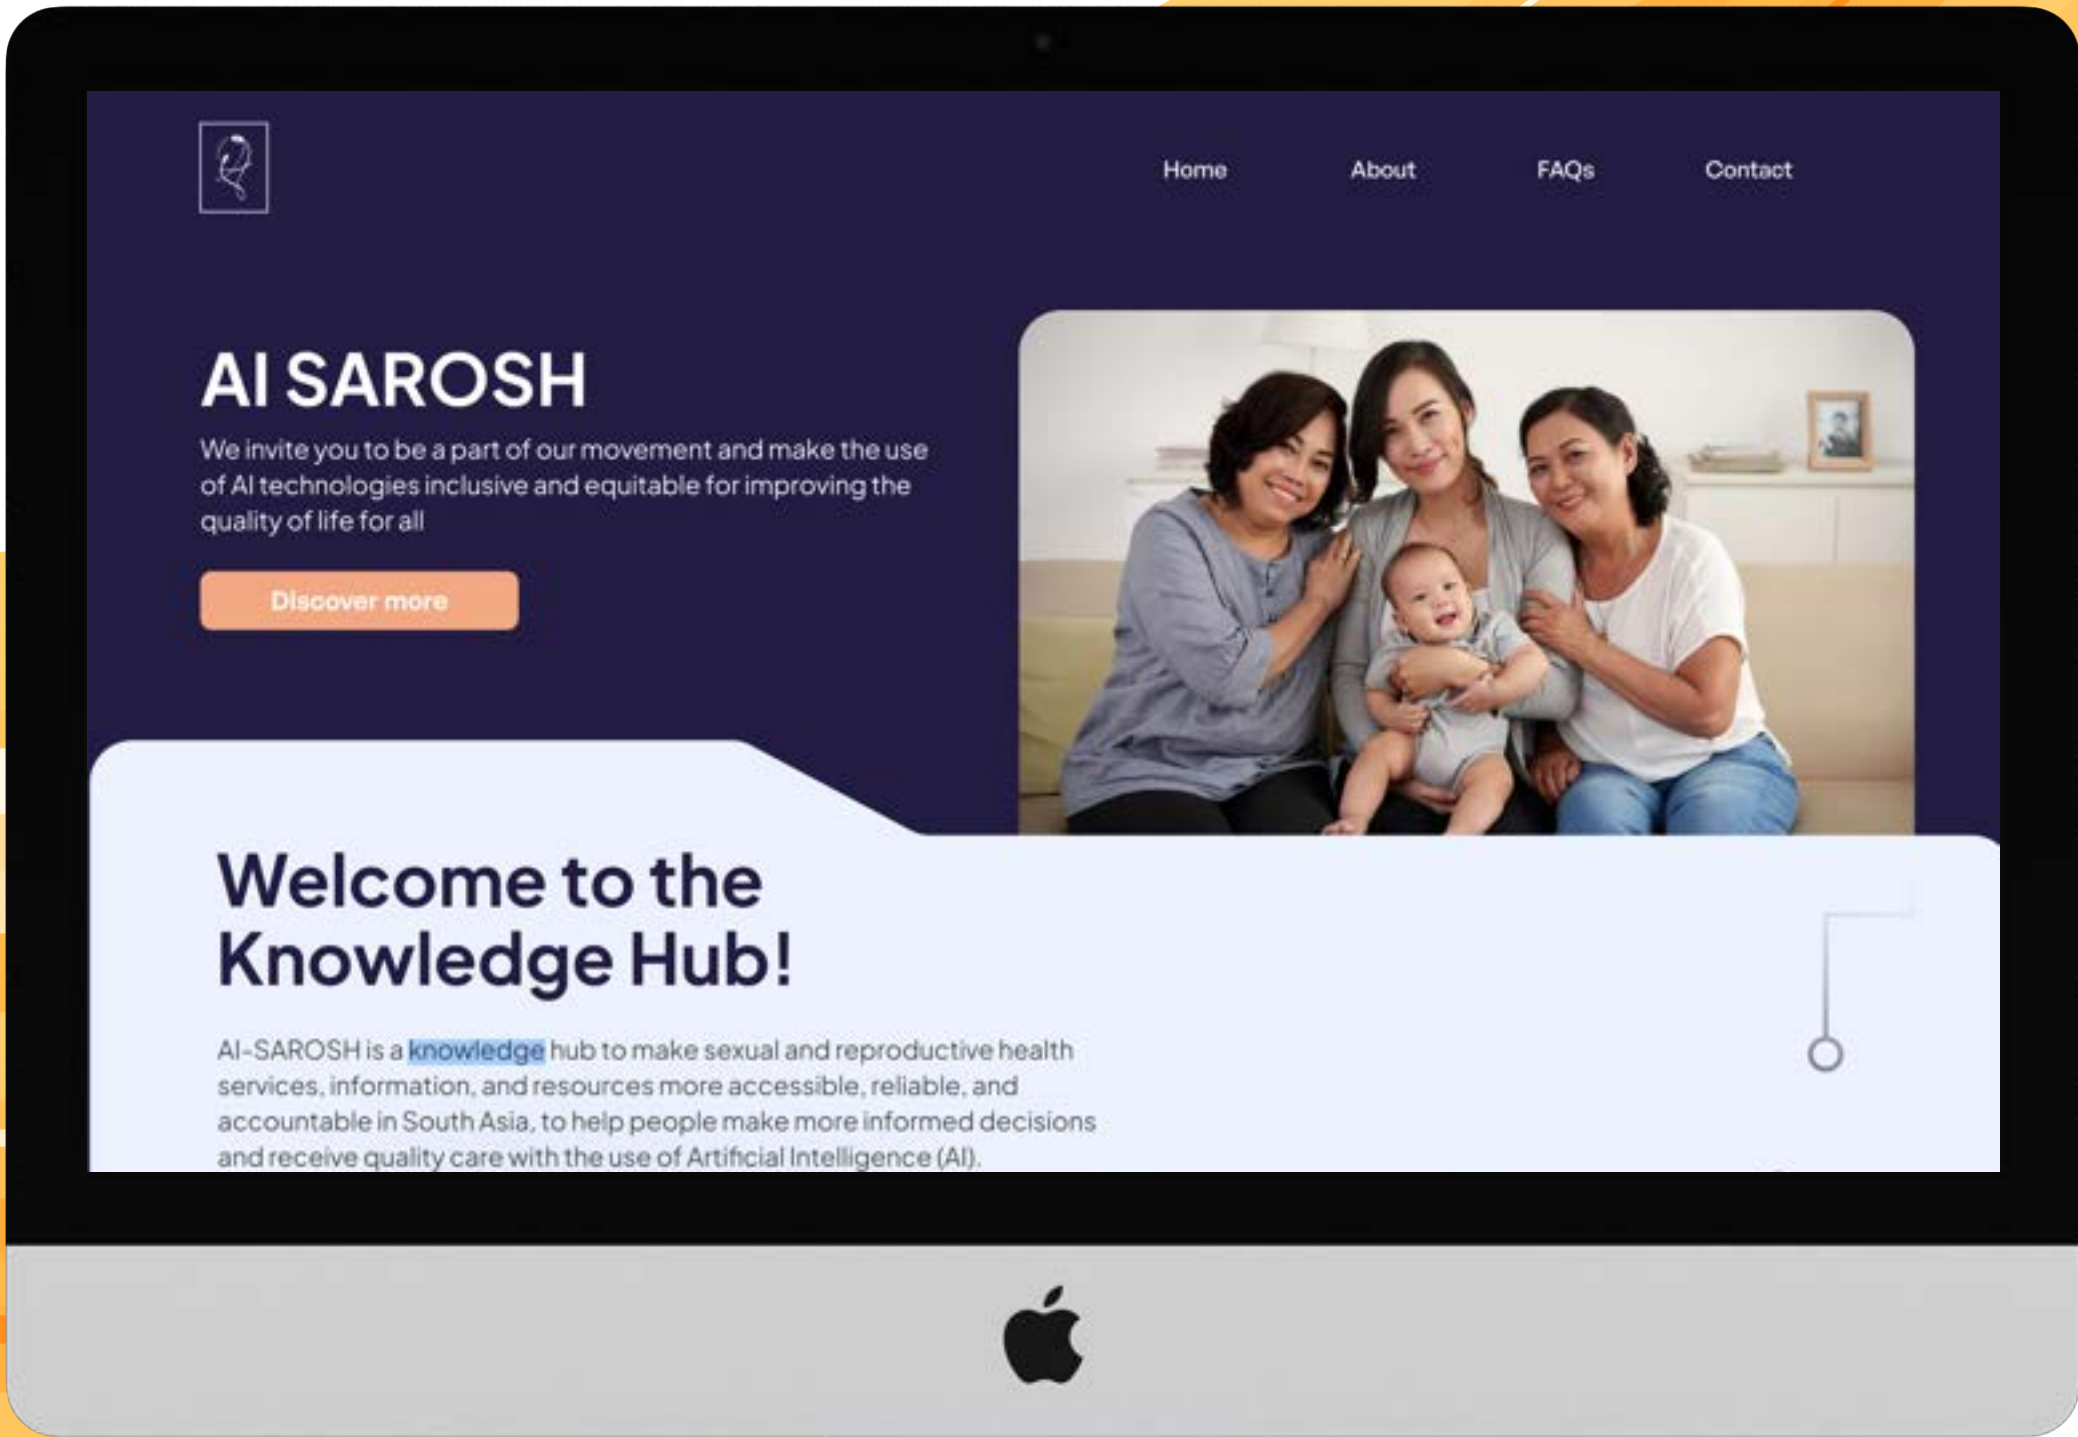 Home About FAQs Contact
AI SAROSH
We invite you to be a part of our movement and make the use
of AI technologies inclusive and equitable for improving the
quality of life for all
Discover more
Welcome to the
Knowledge Hub!
AI-SAROSH is a knowledge hub to make sexual and reproductive health
services, information, and resources more accessible, reliable, and
accountable in South Asia, to help people make more informed decisions
and receive quality care with the use of Artificial Intelligence (AI).